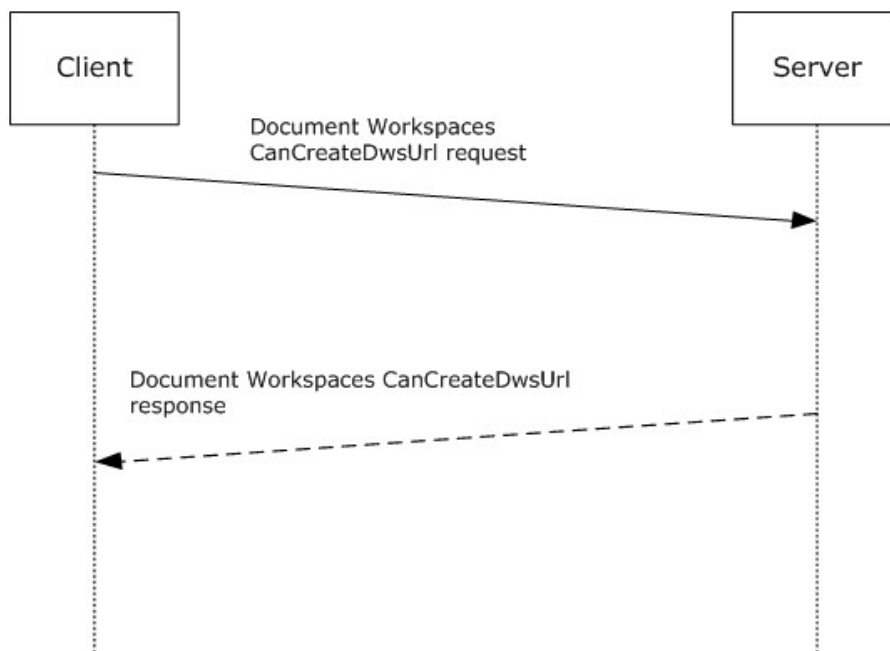 Client
Server
Document Workspaces
CanCreateDwsUrl request
Document Workspaces CanCreateDwsUrl
response